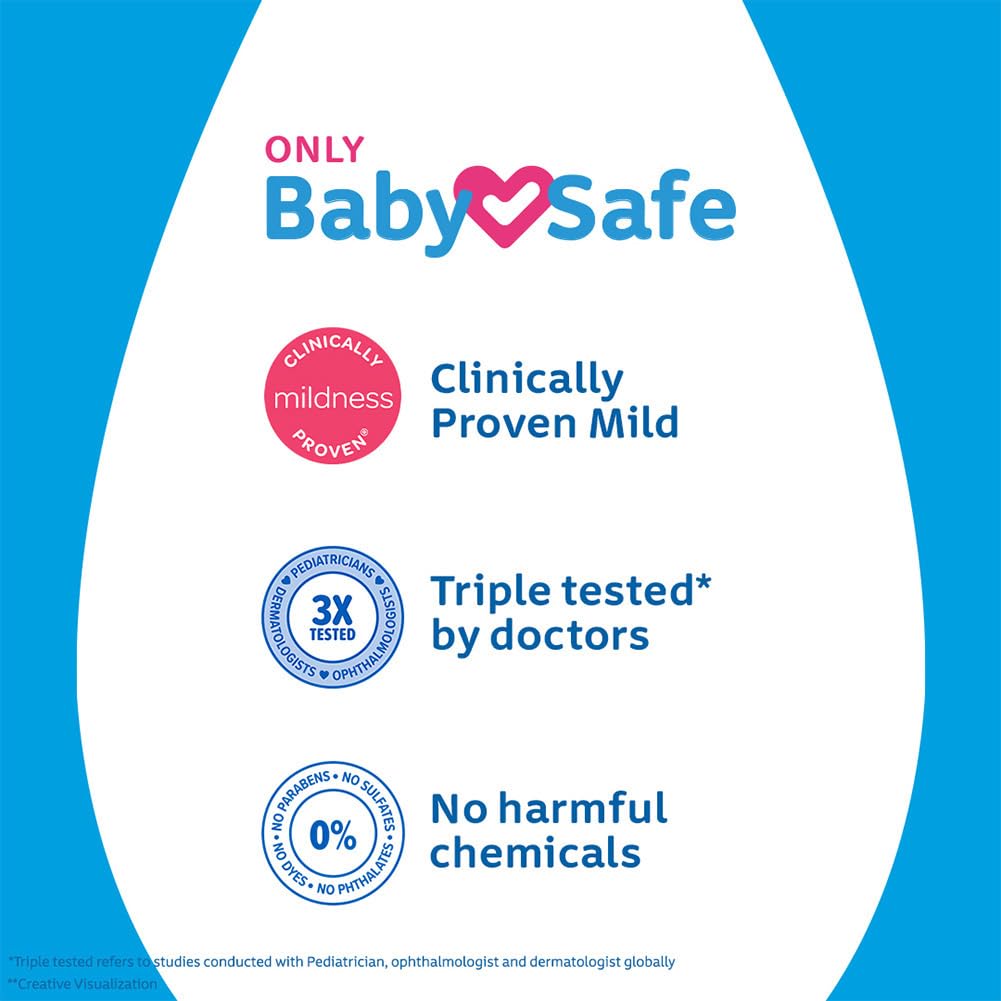 ONLY
Baby Safe
CLINICALLY
mildness
PROVEN®
Clinically
Proven Mild
PEDIATRICIANS ♥ OPHTHALMOLOGISTS ♥ DERMATOLOGISTS ♥
3X
TESTED
Triple tested*
by doctors
NO PARABENS • NO SULFATES • NO PHTHALATES • NO DYES •
0%
No harmful
chemicals
*Triple tested refers to studies conducted with Pediatrician, ophthalmologist and dermatologist globally
**Creative Visualization